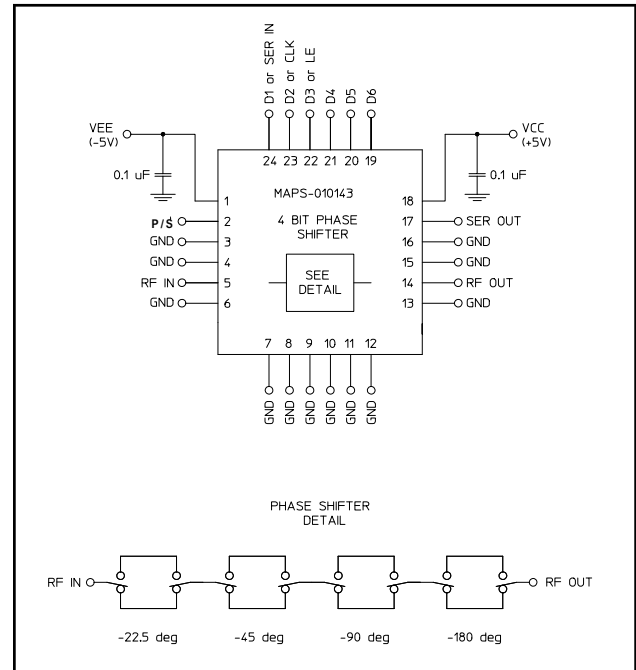 D1 or SER IN
D2 or CLK
D3 or LE
D4
D5
D6
VEE
(-5V)
VCC
(+5V)
0.1 uF
0.1 uF
24 23 22 21 20 19
MAPS-010143
4 BIT PHASE
SHIFTER
SEE
DETAIL
1
P/S 2
GND 3
GND 4
RF IN 5
GND 6
18
17 SER OUT
16 GND
15 GND
14 RF OUT
13 GND
7 8 9 10 11 12
GND GND GND GND GND GND
PHASE SHIFTER
DETAIL
RF IN
RF OUT
-22.5 deg -45 deg -90 deg -180 deg